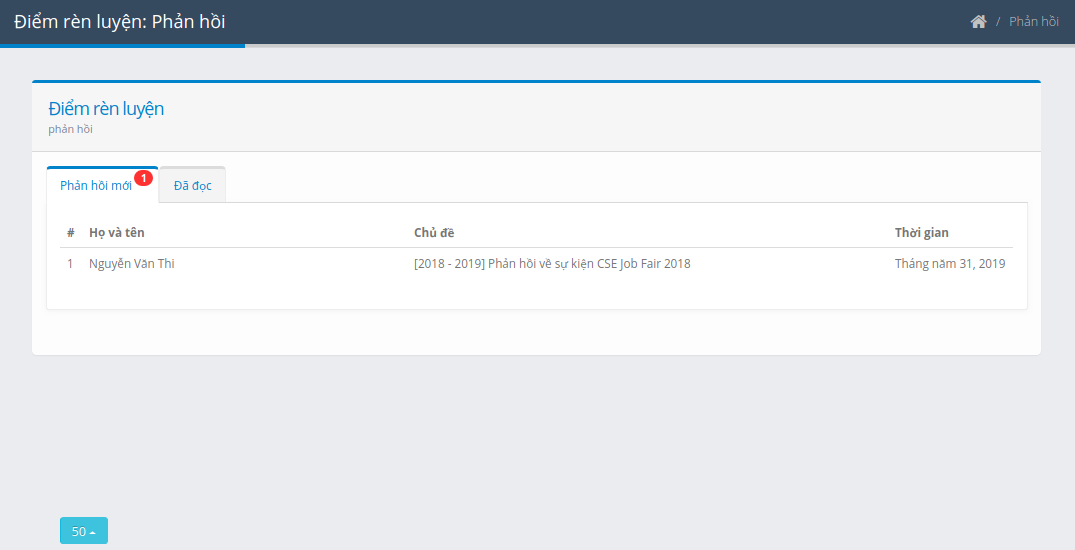 Điểm rèn luyện: Phản hồi
/ Phản hồi
Điểm rèn luyện
phản hồi
Phản hồi mới 1 Đã đọc
# Họ và tên Chủ đề Thời gian
1 Nguyễn Văn Thi [2018 - 2019] Phản hồi về sự kiện CSE Job Fair 2018 Tháng năm 31, 2019
50